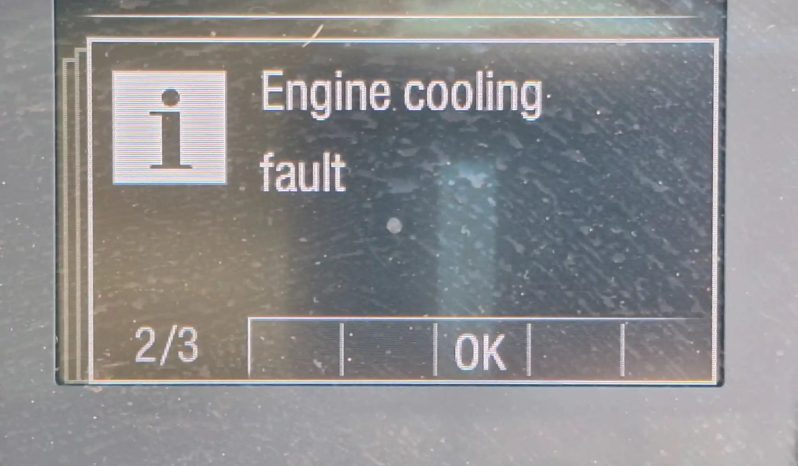 i
Engine cooling
fault
2/3
OK